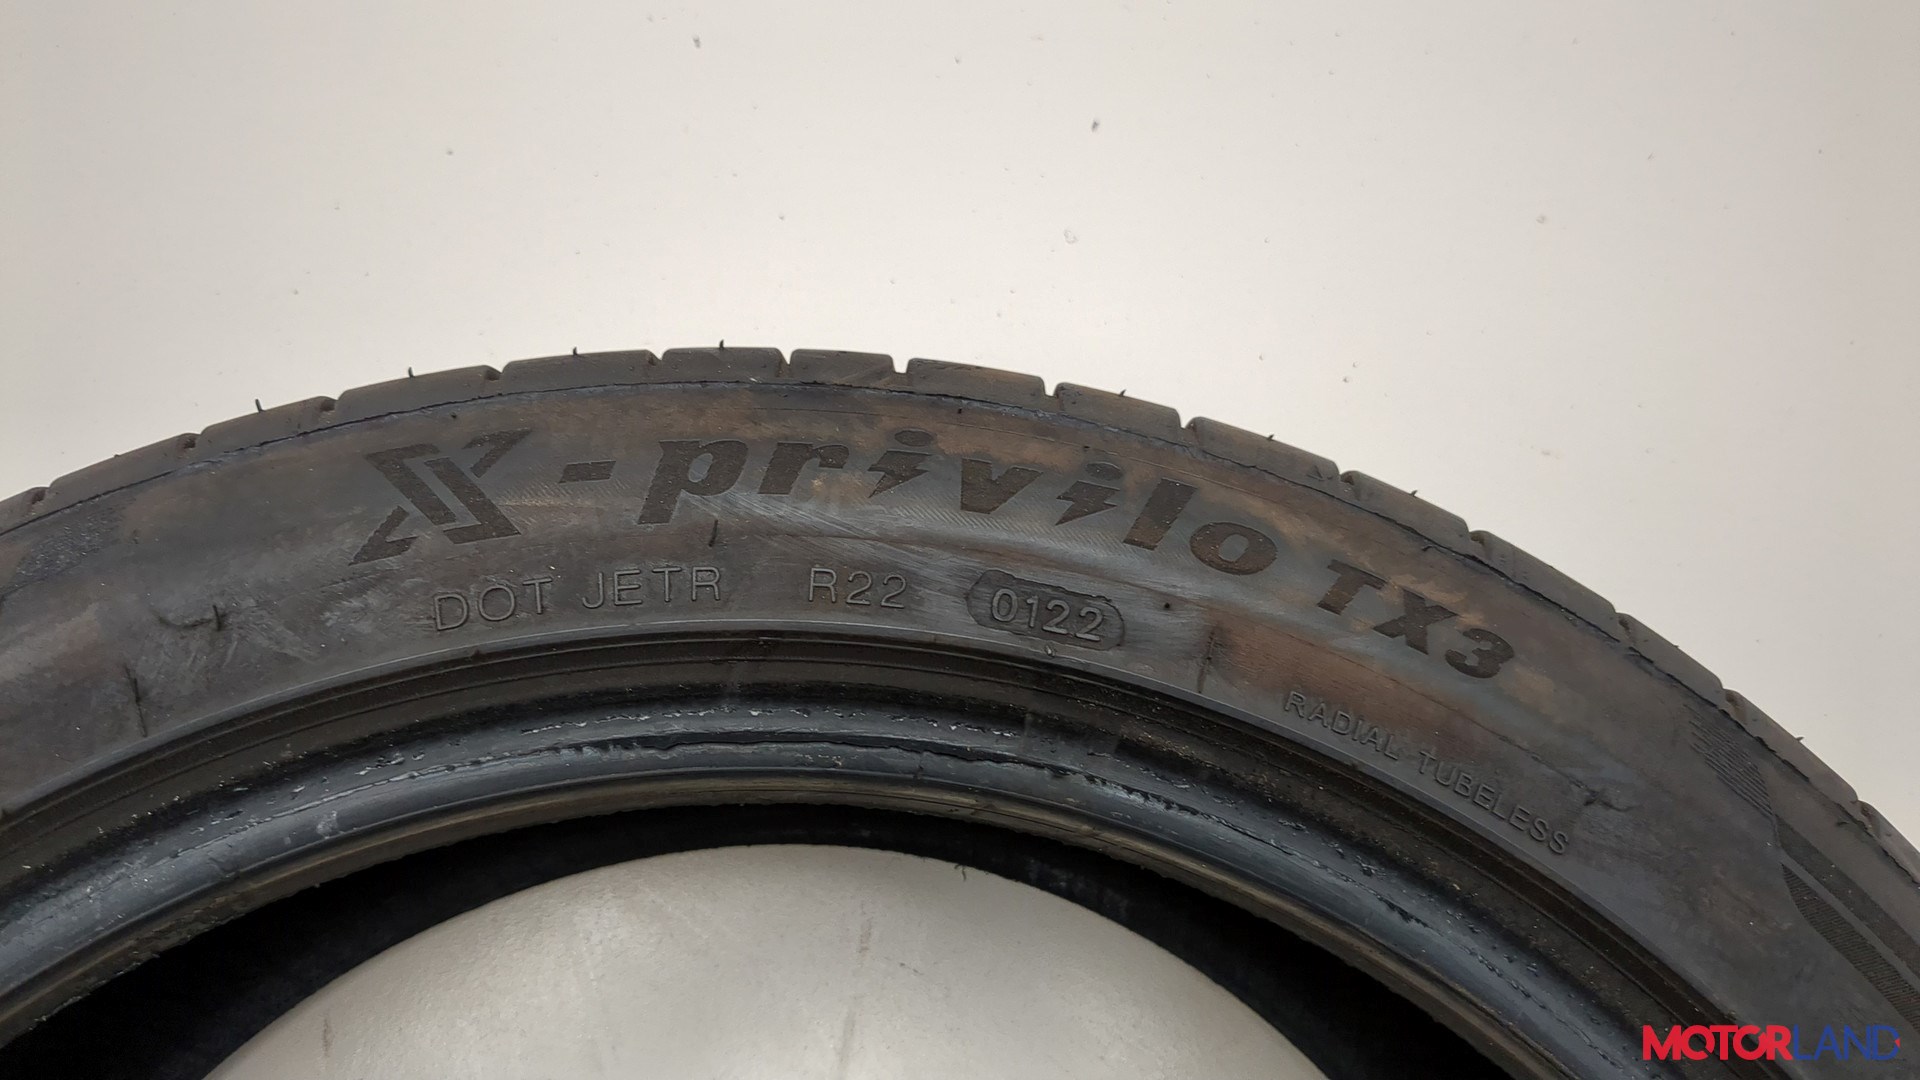 X-privilo TX3
DOT JETR R22 0122
RADIAL TUBELESS
MOTORLAND